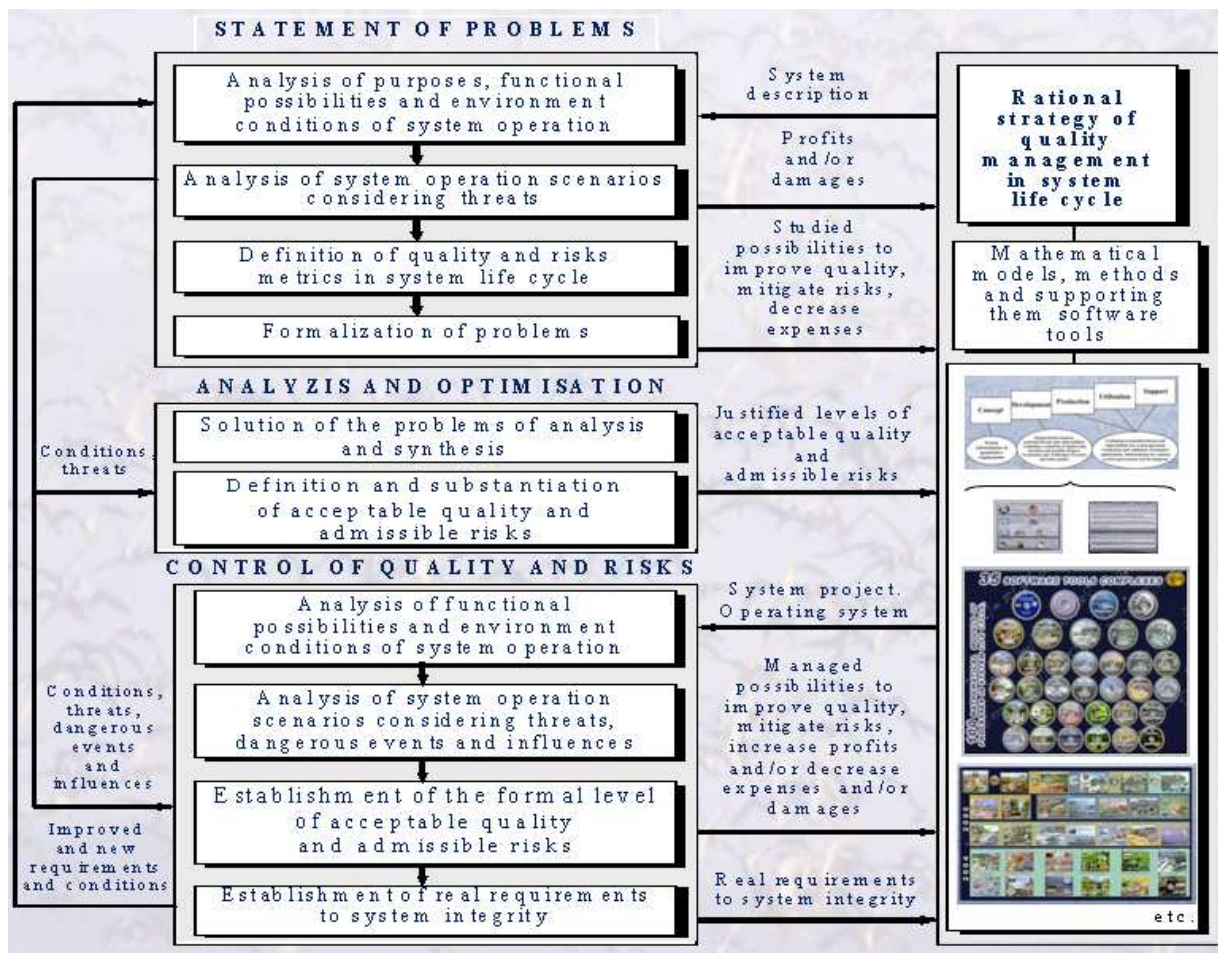 STATEMENT OF PROBLEMS
Analysis of purposes, functional
possibilities and environment
conditions of system operation
Analysis of system operation scenarios
considering threats
Definition of quality and risks
metrics in system life cycle
Formalization of problems
System
description
Profits
and/or
damages
Studied
possibilities to
improve quality,
mitigate risks,
decrease
expenses
Rational
strategy of
quality
management
in system
life cycle
Mathematical
models, methods
and supporting
them software
tools
ANALYZIS AND OPTIMISATION
Solution of the problems of analysis
and synthesis
Definition and substantiation
of acceptable quality and
admissible risks
Conditions,
threats
Justified levels of
acceptable quality
and
admissible risks
Concept
Development
Production
Utilization
Support
CONTROL OF QUALITY AND RISKS
Analysis of functional
possibilities and environment
conditions of system operation
Analysis of system operation
scenarios considering threats,
dangerous events and influences
Establishment of the formal level
of acceptable quality
and admissible risks
Establishment of real requirements
to system integrity
Conditions,
threats,
dangerous
events
and
influences
Improved
and new
requirements
and conditions
System project.
Operating system
Managed
possibilities to
improve quality,
mitigate risks,
increase profits
and/or decrease
expenses and/or
damages
Real requirements
to system integrity
35 SOFTWARE TOOLS COMPLEXES
2004
etc.